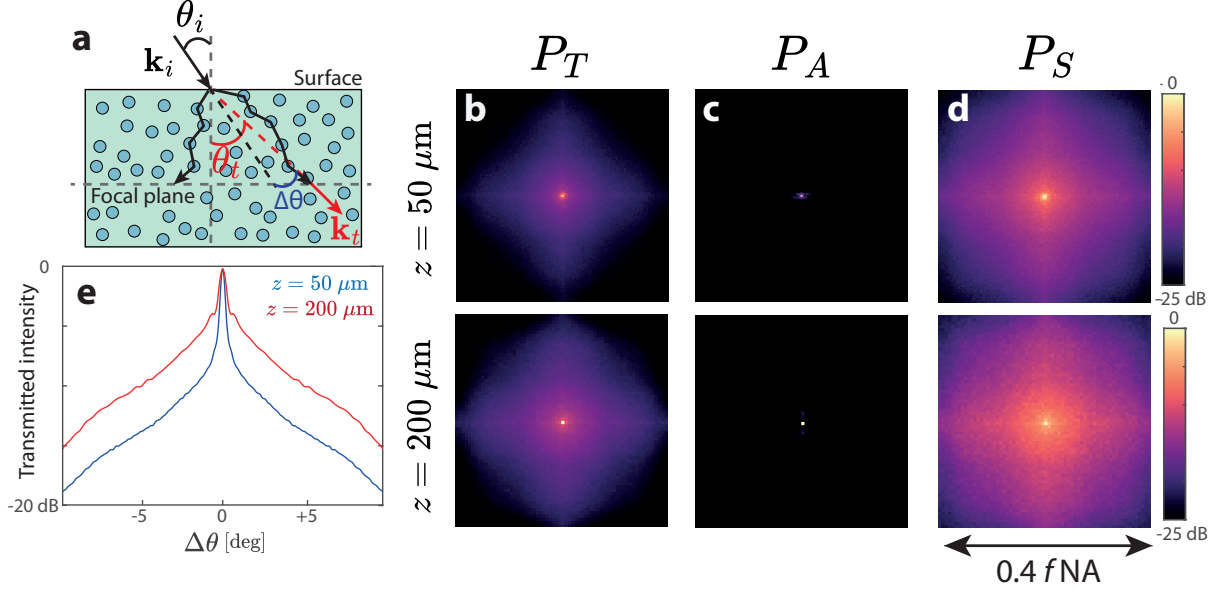 a
θ_i
k_i
Surface
θ_t
Focal plane
Δθ
k_t
e
0
z = 50 μm
z = 200 μm
Transmitted intensity
-20 dB
-5
0
+5
Δθ [deg]
P_T
P_A
P_S
z = 50 μm
b
c
d
- 0
-25 dB
z = 200 μm
0
-25 dB
0.4 f NA